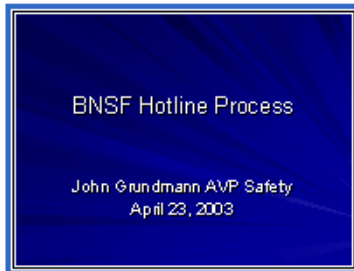 BNSF Hotline Process
John Grundmann AVP Safety
April 23, 2003